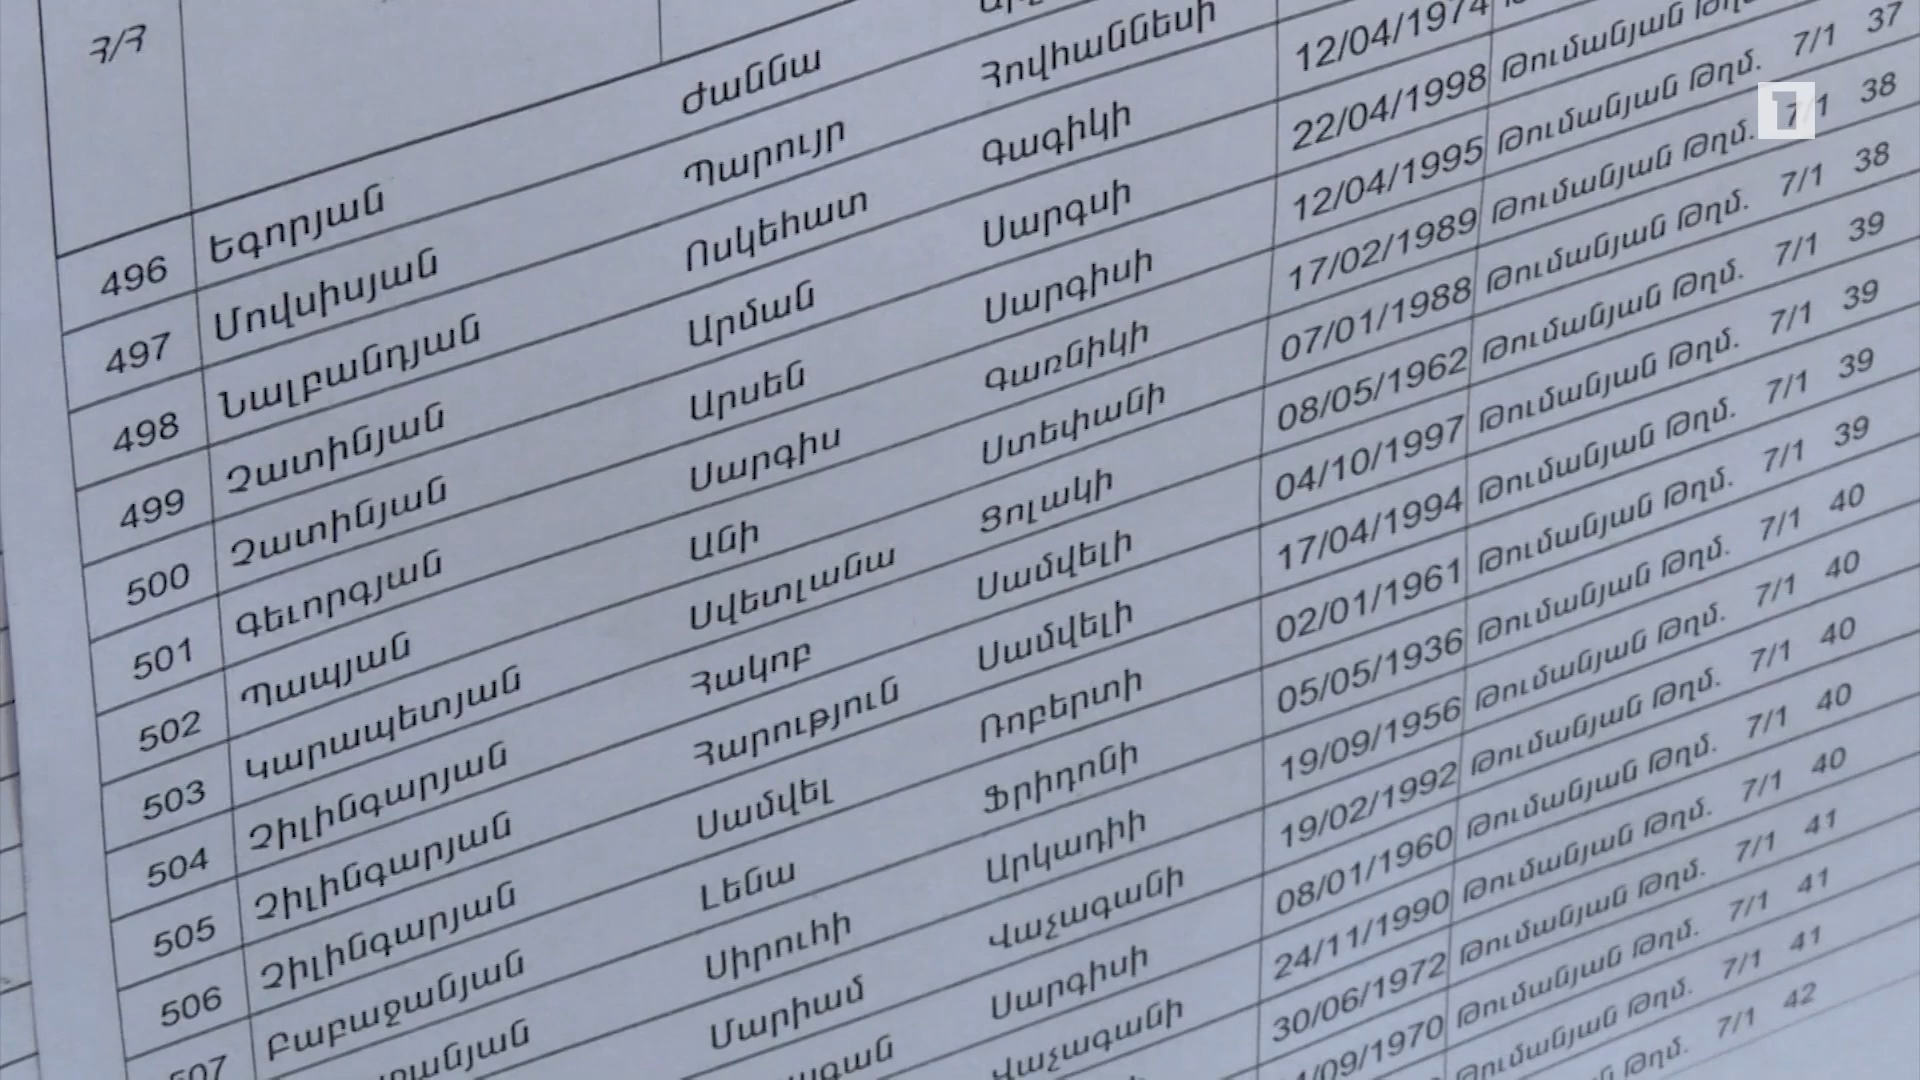 Հ/Հ
496 Եգորյան Ժաննա
497 Մովսիսյան Պարույր Հովհաննեսի
498 Նալբանդյան Ոսկեհատ Գագիկի 12/04/1974
499 Չատինյան Արման Սարգսի 22/04/1998 Թումանյան Թղմ.
500 Չատինյան Արսեն Սարգիսի 12/04/1995 Թումանյան Թղմ. 7/1 37
501 Գեւորգյան Սարգիս Գառնիկի 17/02/1989 Թումանյան Թղմ. 7/1 38
502 Պապյան Անի Ստեփանի 07/01/1988 Թումանյան Թղմ. 7/1 38
503 Կարապետյան Սվետլանա Ցոլակի 08/05/1962 Թումանյան Թղմ. 7/1 39
504 Չիլինգարյան Հակոբ Սամվելի 04/10/1997 Թումանյան Թղմ. 7/1 39
505 Չիլինգարյան Հարություն Սամվելի 17/04/1994 Թումանյան Թղմ. 7/1 39
506 Չիլինգարյան Սամվել Ռոբերտի 02/01/1961 Թումանյան Թղմ. 7/1 39
507 Բաբաջանյան Լենա Ֆրիդոնի 05/05/1936 Թումանյան Թղմ. 7/1 40
Սիրուհի Արկադիի 19/09/1956 Թումանյան Թղմ. 7/1 40
Մարիամ Վաչագանի 19/02/1992 Թումանյան Թղմ. 7/1 40
Սարգիսի 08/01/1960 Թումանյան Թղմ. 7/1 40
Վաչագանի 24/11/1990 Թումանյան Թղմ. 7/1 40
30/06/1972 Թումանյան Թղմ. 7/1 41
/09/1970 Թումանյան Թղմ. 7/1 41
Թումանյան Թղմ. 7/1 41
Թղմ. 7/1 42
1